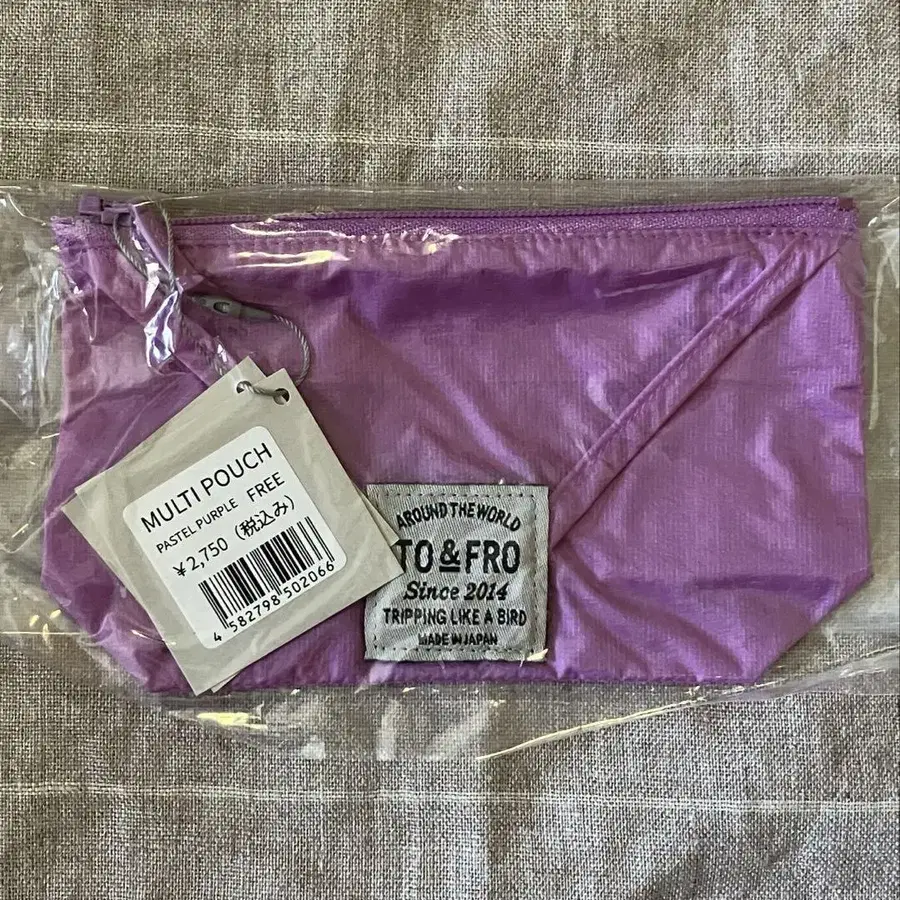 MULTI POUCH
PASTEL PURPLE FREE
¥2,750 (税込み)
4 582798 502066
AROUND THE WORLD
TO & FRO
Since 2014
TRIPPING LIKE A BIRD
MADE IN JAPAN